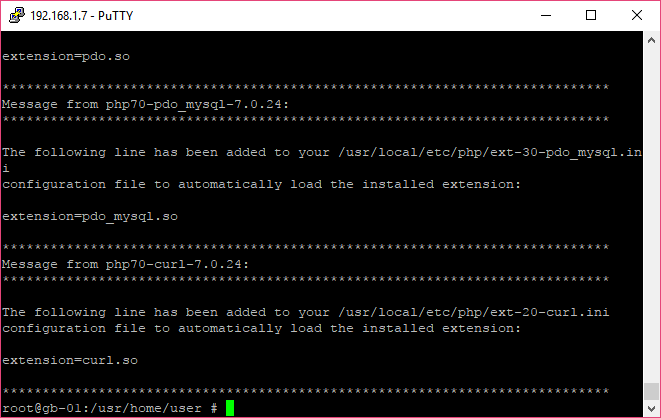 192.168.1.7 - PuTTY
extension=pdo.so
****************************************************************************
Message from php70-pdo_mysql-7.0.24:
****************************************************************************
The following line has been added to your /usr/local/etc/php/ext-30-pdo_mysql.in
i
configuration file to automatically load the installed extension:
extension=pdo_mysql.so
****************************************************************************
Message from php70-curl-7.0.24:
****************************************************************************
The following line has been added to your /usr/local/etc/php/ext-20-curl.ini
configuration file to automatically load the installed extension:
extension=curl.so
****************************************************************************
root@gb-01:/usr/home/user #